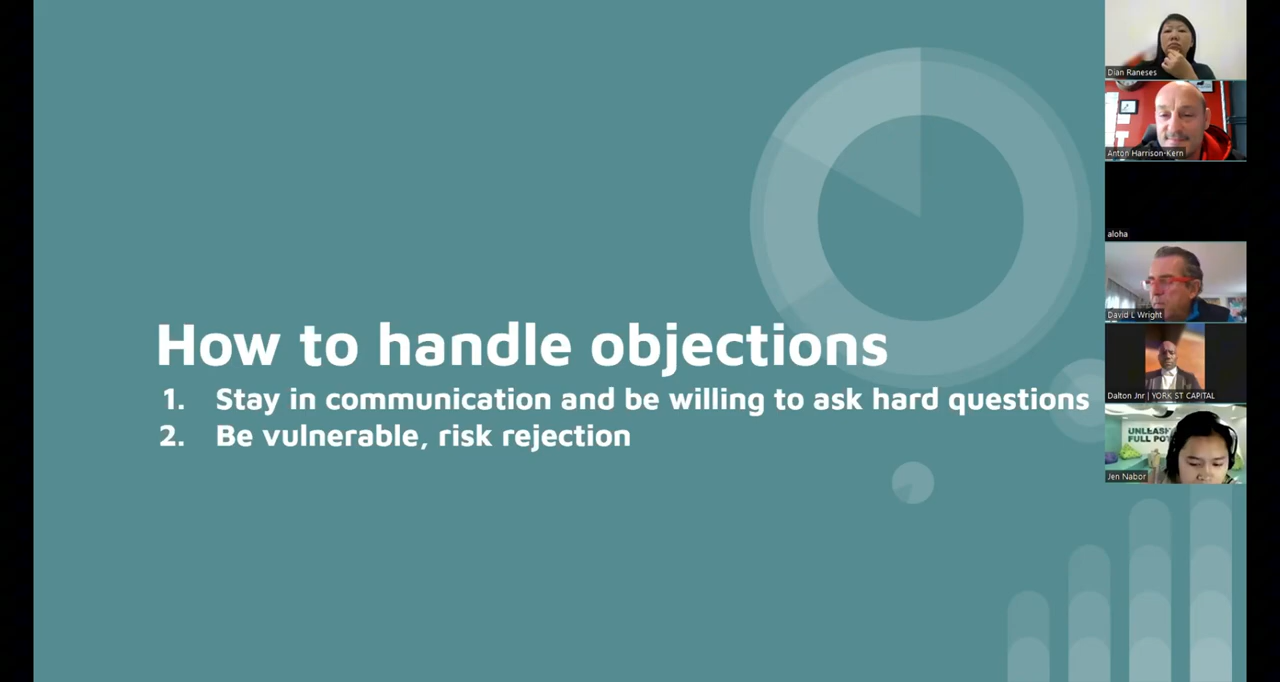 How to handle objections
1. Stay in communication and be willing to ask hard questions
2. Be vulnerable, risk rejection
Dian Raneses
Anton Harrison-Kern
aloha
David L Wright
Dalton Jnr | YORK ST CAPITAL
UNLEASH
FULL POT
Jen Nabor